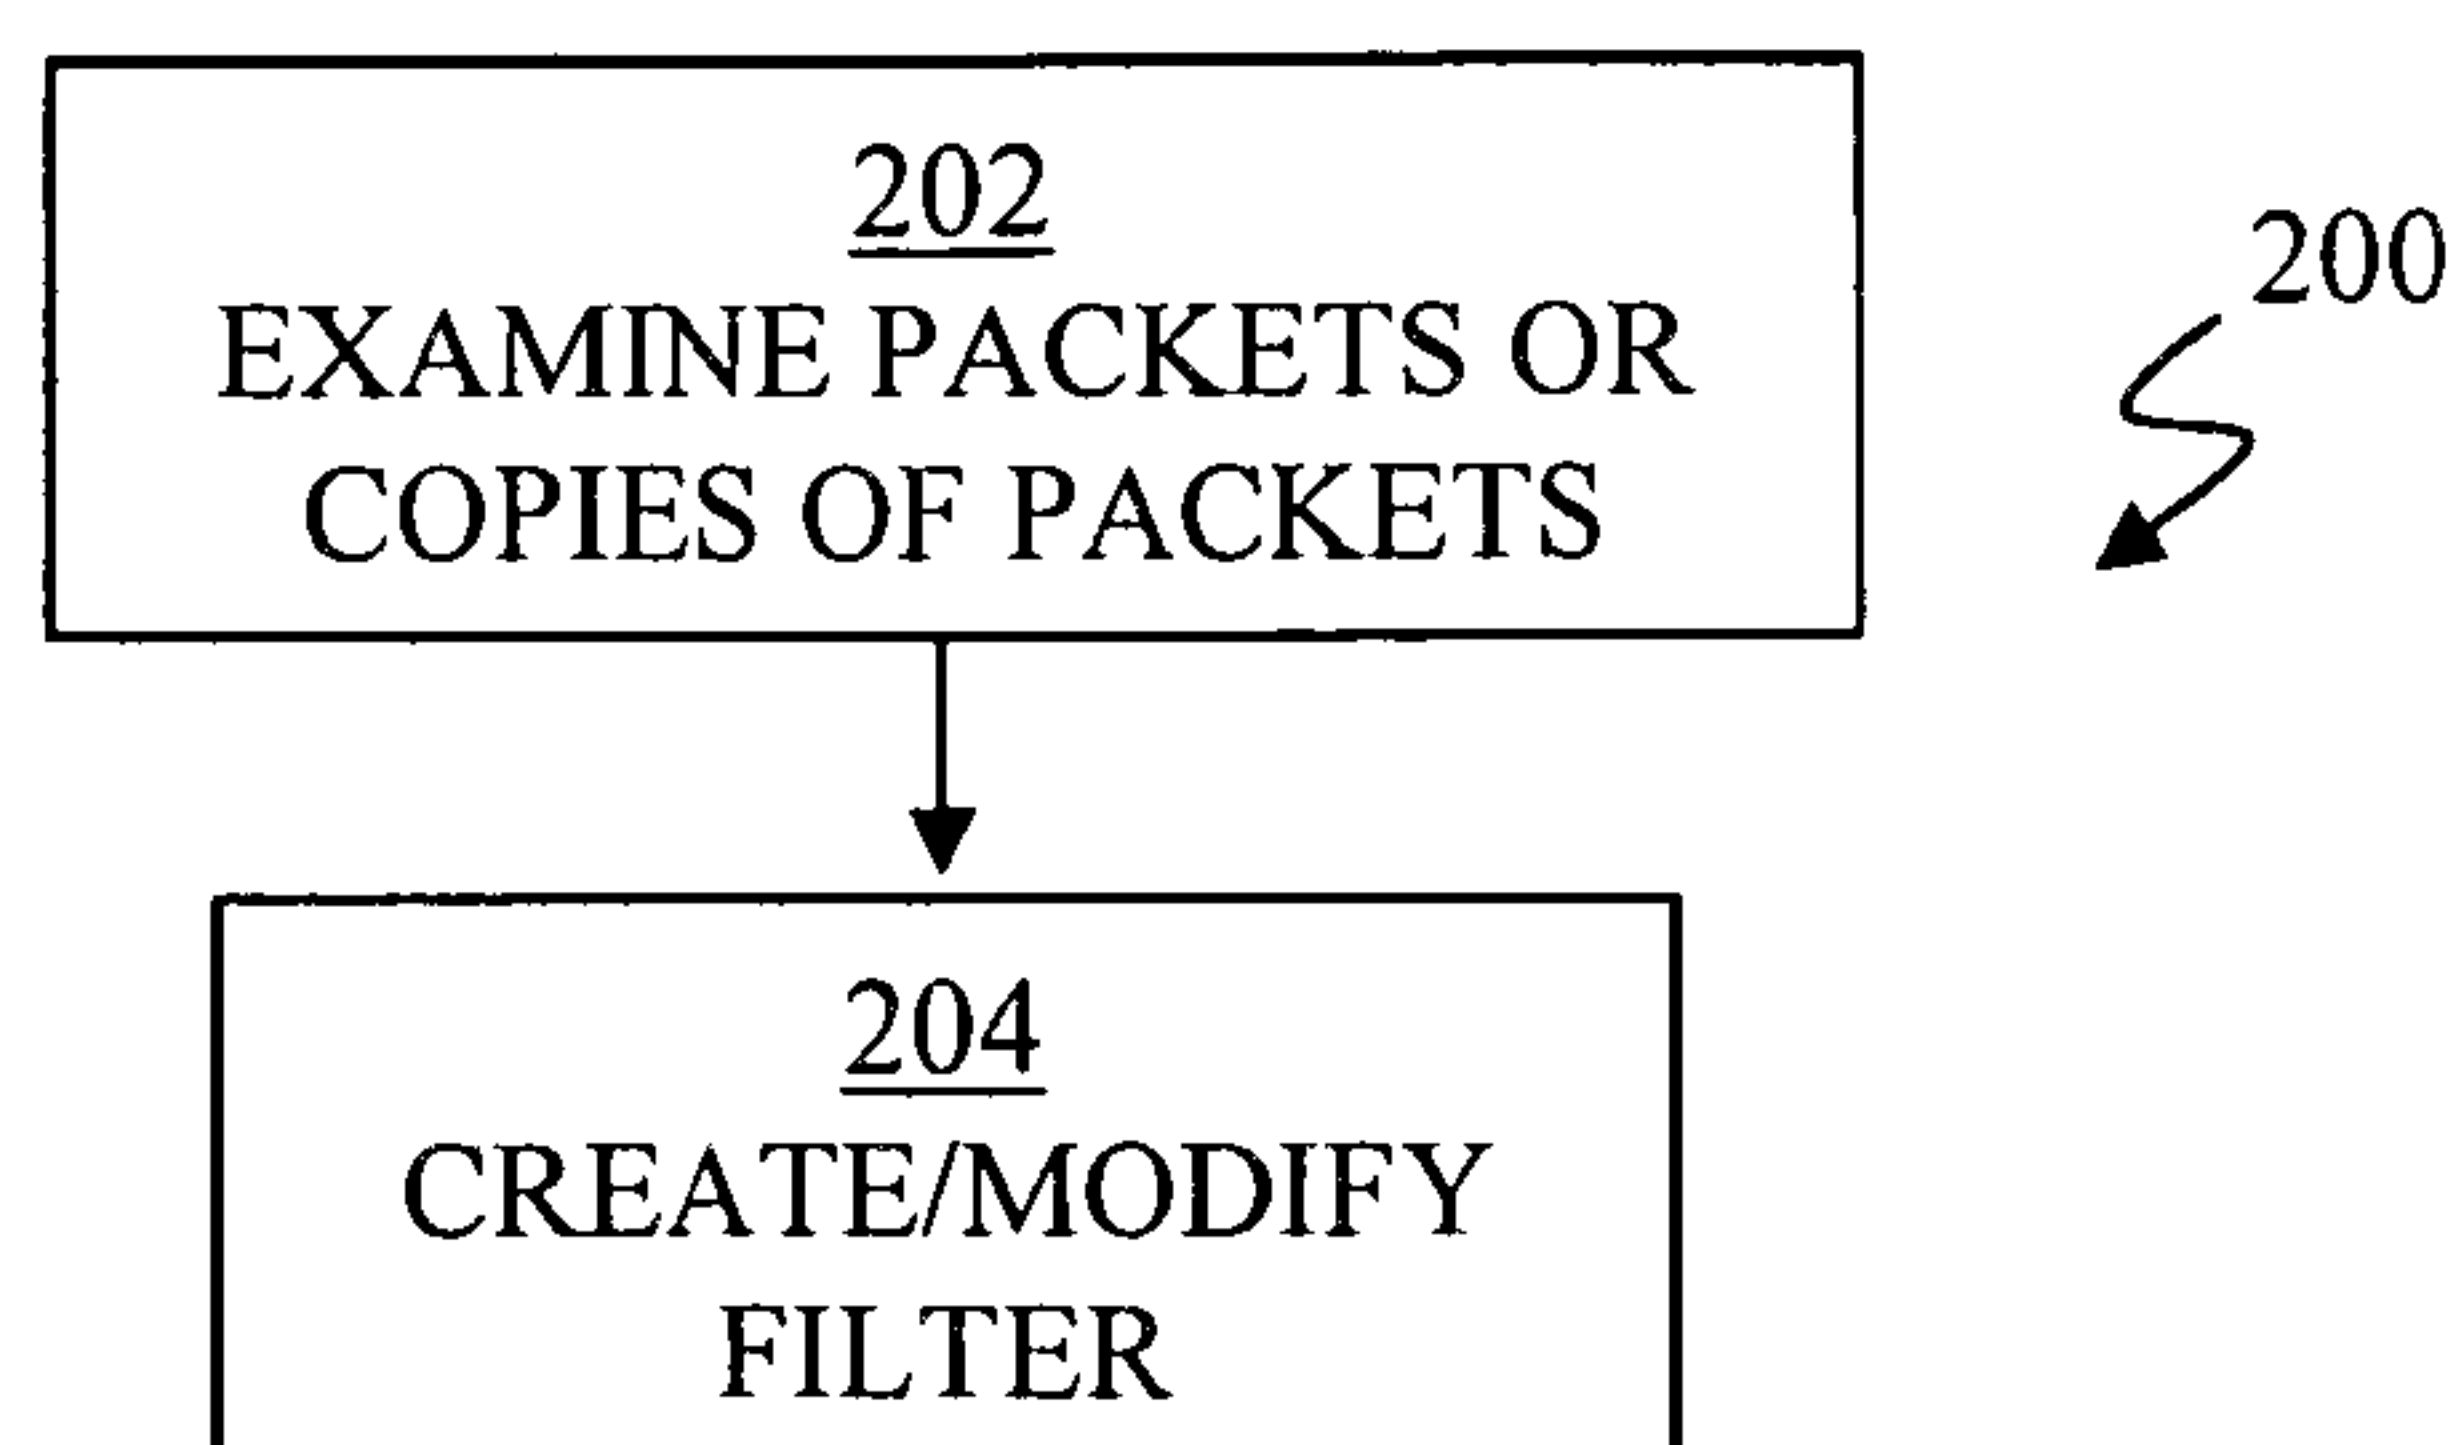 202
EXAMINE PACKETS OR
COPIES OF PACKETS
200
204
CREATE/MODIFY
FILTER